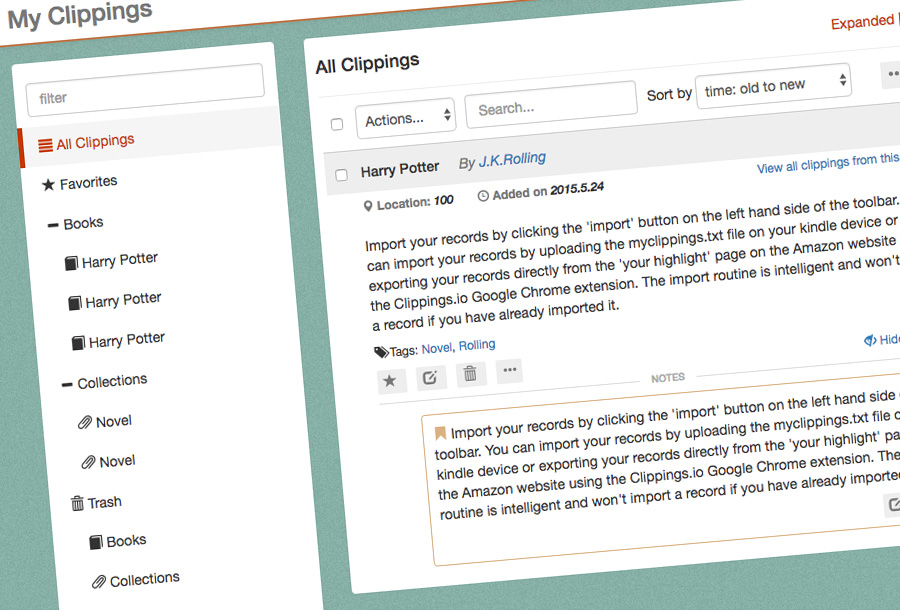 My Clippings
filter
All Clippings
Favorites
Books
Harry Potter
Harry Potter
Harry Potter
Collections
Novel
Novel
Trash
Books
Collections
Expanded
All Clippings
Actions...
Search...
Sort by
time: old to new
Harry Potter By J.K.Rolling
View all clippings from this
Location: 100
Added on 2015.5.24
Import your records by clicking the 'import' button on the left hand side of the toolbar.
can import your records by uploading the myclippings.txt file on your kindle device or
exporting your records directly from the 'your highlight' page on the Amazon website
the Clippings.io Google Chrome extension. The import routine is intelligent and won't
a record if you have already imported it.
Tags: Novel, Rolling
Hide
NOTES
Import your records by clicking the 'import' button on the left hand side
toolbar. You can import your records by uploading the myclippings.txt file
kindle device or exporting your records directly from the 'your highlight'
the Amazon website using the Clippings.io Google Chrome extension. The
routine is intelligent and won't import a record if you have already imported